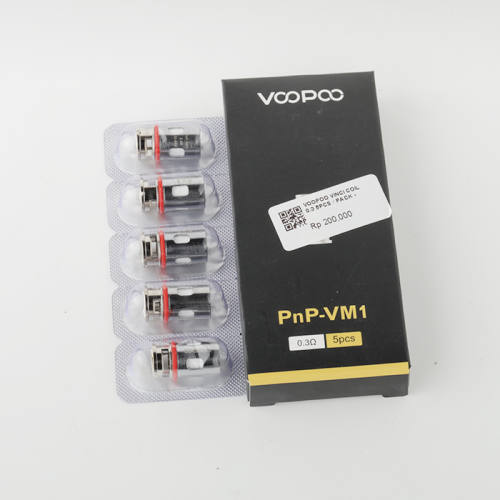 VOOPOO
VOOPOO VINCI COIL
0.3 5PCS / PACK -
Rp 200.000
PnP-VM1
0.3Ω
5pcs